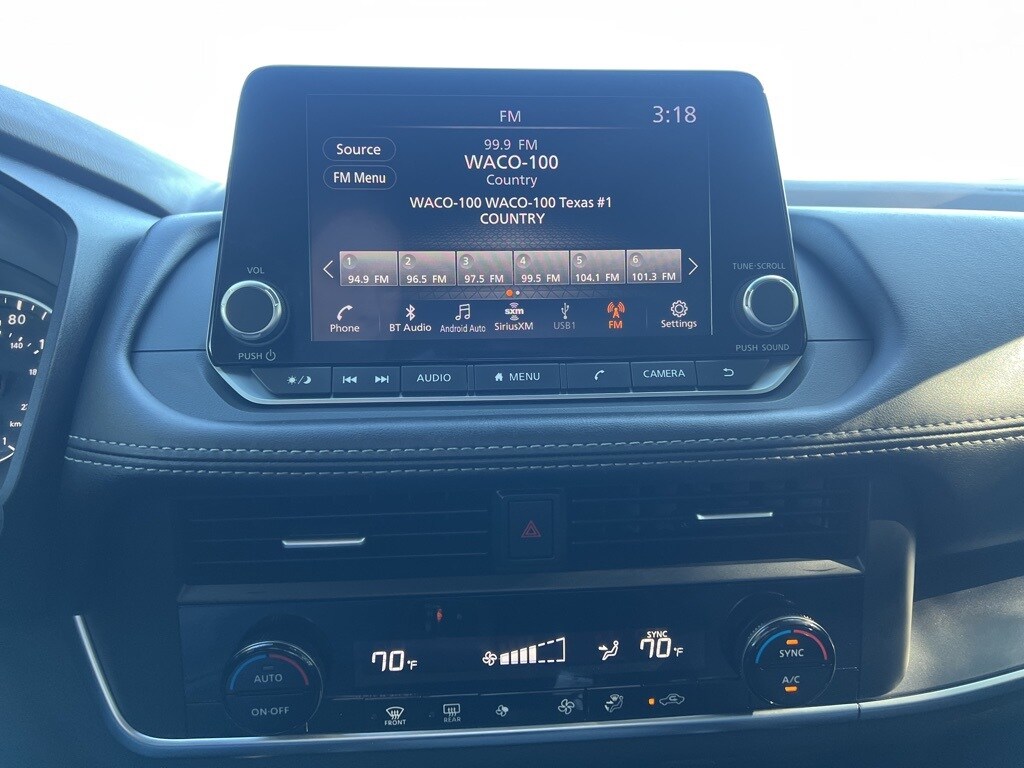 FM
3:18
Source
99.9 FM
WACO-100
FM Menu
Country
WACO-100 WACO-100 Texas #1
COUNTRY
1
2
3
4
5
6
94.9 FM
96.5 FM
97.5 FM
99.5 FM
104.1 FM
101.3 FM
VOL
TUNE-SCROLL
Phone
BT Audio
Android Auto
sxm
SiriusXM
USB1
FM
Settings
PUSH
PUSH SOUND
AUDIO
MENU
CAMERA
80
140
km
70°F
SYNC
70°F
AUTO
ON·OFF
SYNC
A/C
FRONT
REAR